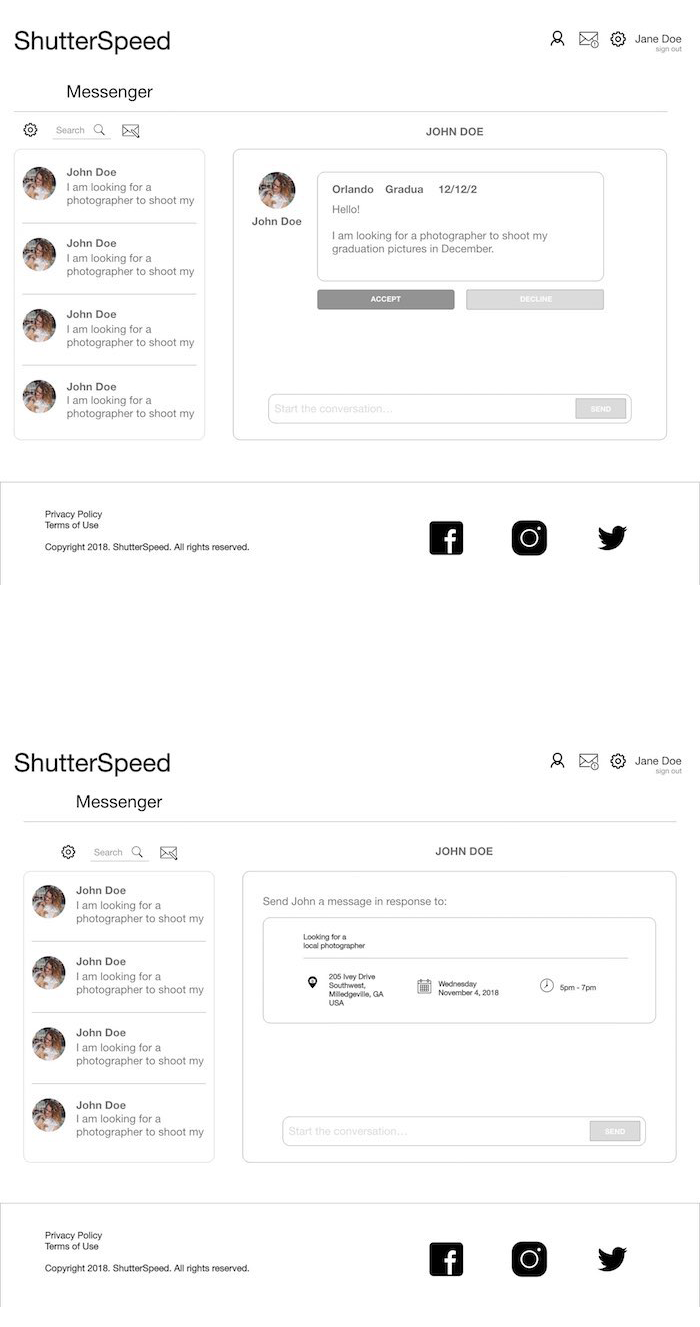 ShutterSpeed
Jane Doe
sign out
Messenger
Search
JOHN DOE
John Doe
I am looking for a
photographer to shoot my
John Doe
I am looking for a
photographer to shoot my
John Doe
I am looking for a
photographer to shoot my
John Doe
I am looking for a
photographer to shoot my
John Doe
Orlando Gradua 12/12/2
Hello!
I am looking for a photographer to shoot my
graduation pictures in December.
ACCEPT DECLINE
Start the conversation... SEND
Privacy Policy
Terms of Use
Copyright 2018. ShutterSpeed. All rights reserved.
ShutterSpeed
Jane Doe
sign out
Messenger
Search
JOHN DOE
John Doe
I am looking for a
photographer to shoot my
John Doe
I am looking for a
photographer to shoot my
John Doe
I am looking for a
photographer to shoot my
John Doe
I am looking for a
photographer to shoot my
Send John a message in response to:
Looking for a
local photographer
205 Ivey Drive
Southwest,
Milledgeville, GA
USA
Wednesday
November 4, 2018
5pm - 7pm
Start the conversation... SEND
Privacy Policy
Terms of Use
Copyright 2018. ShutterSpeed. All rights reserved.